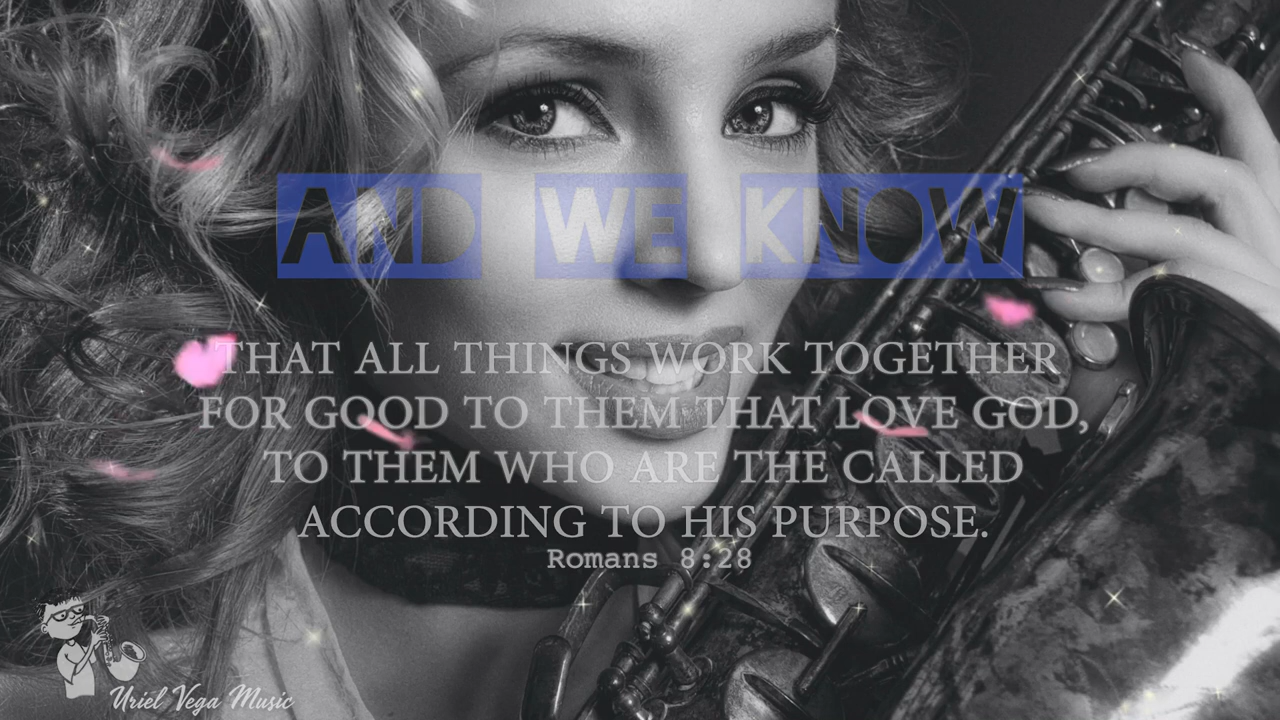 AND WE KNOW
THAT ALL THINGS WORK TOGETHER
FOR GOOD TO THEM THAT LOVE GOD,
TO THEM WHO ARE THE CALLED
ACCORDING TO HIS PURPOSE.
Romans 8:28
Uriel Vega Music